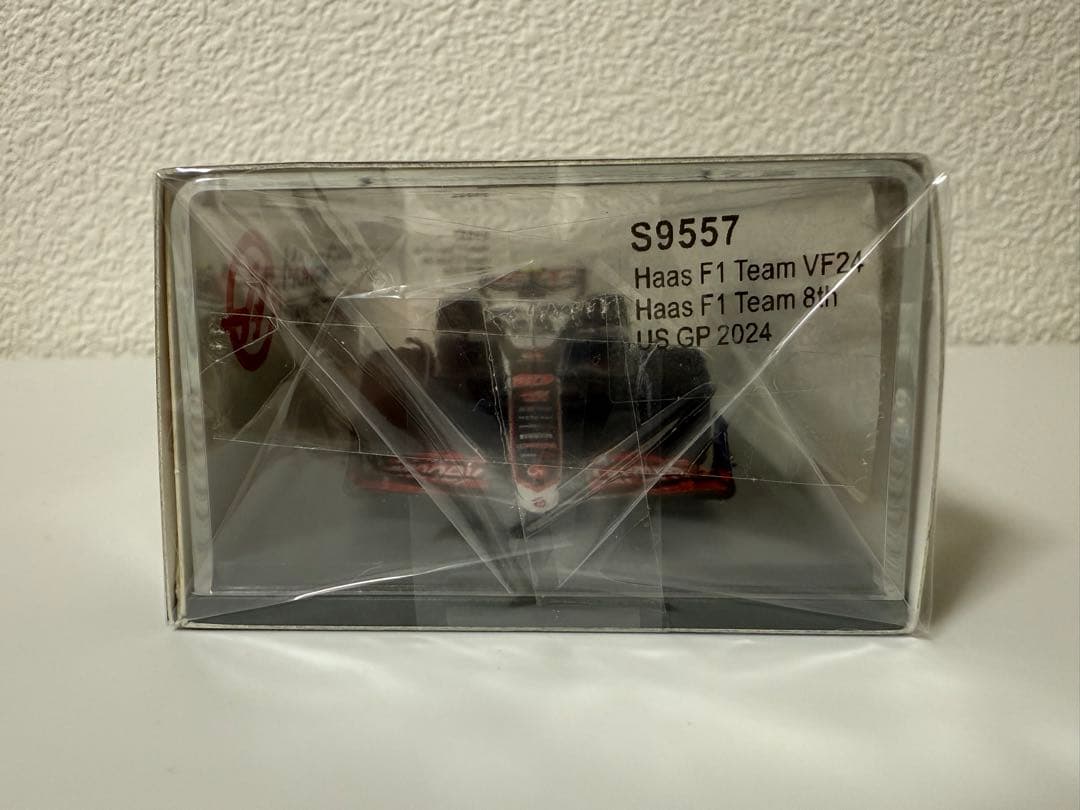 S9557
Haas F1 Team VF24
Haas F1 Team 8th
US GP 2024